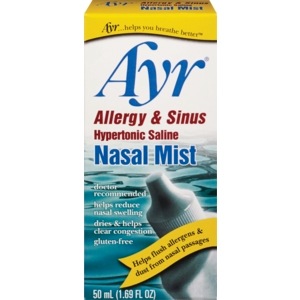 Ayr...helps you breathe better™
Ayr®
Allergy & Sinus
Hypertonic Saline
Nasal Mist
doctor
recommended
helps reduce
nasal swelling
dries & helps
clear congestion
gluten-free
Helps flush allergens &
dust from nasal passages
50 mL (1.69 FL OZ)